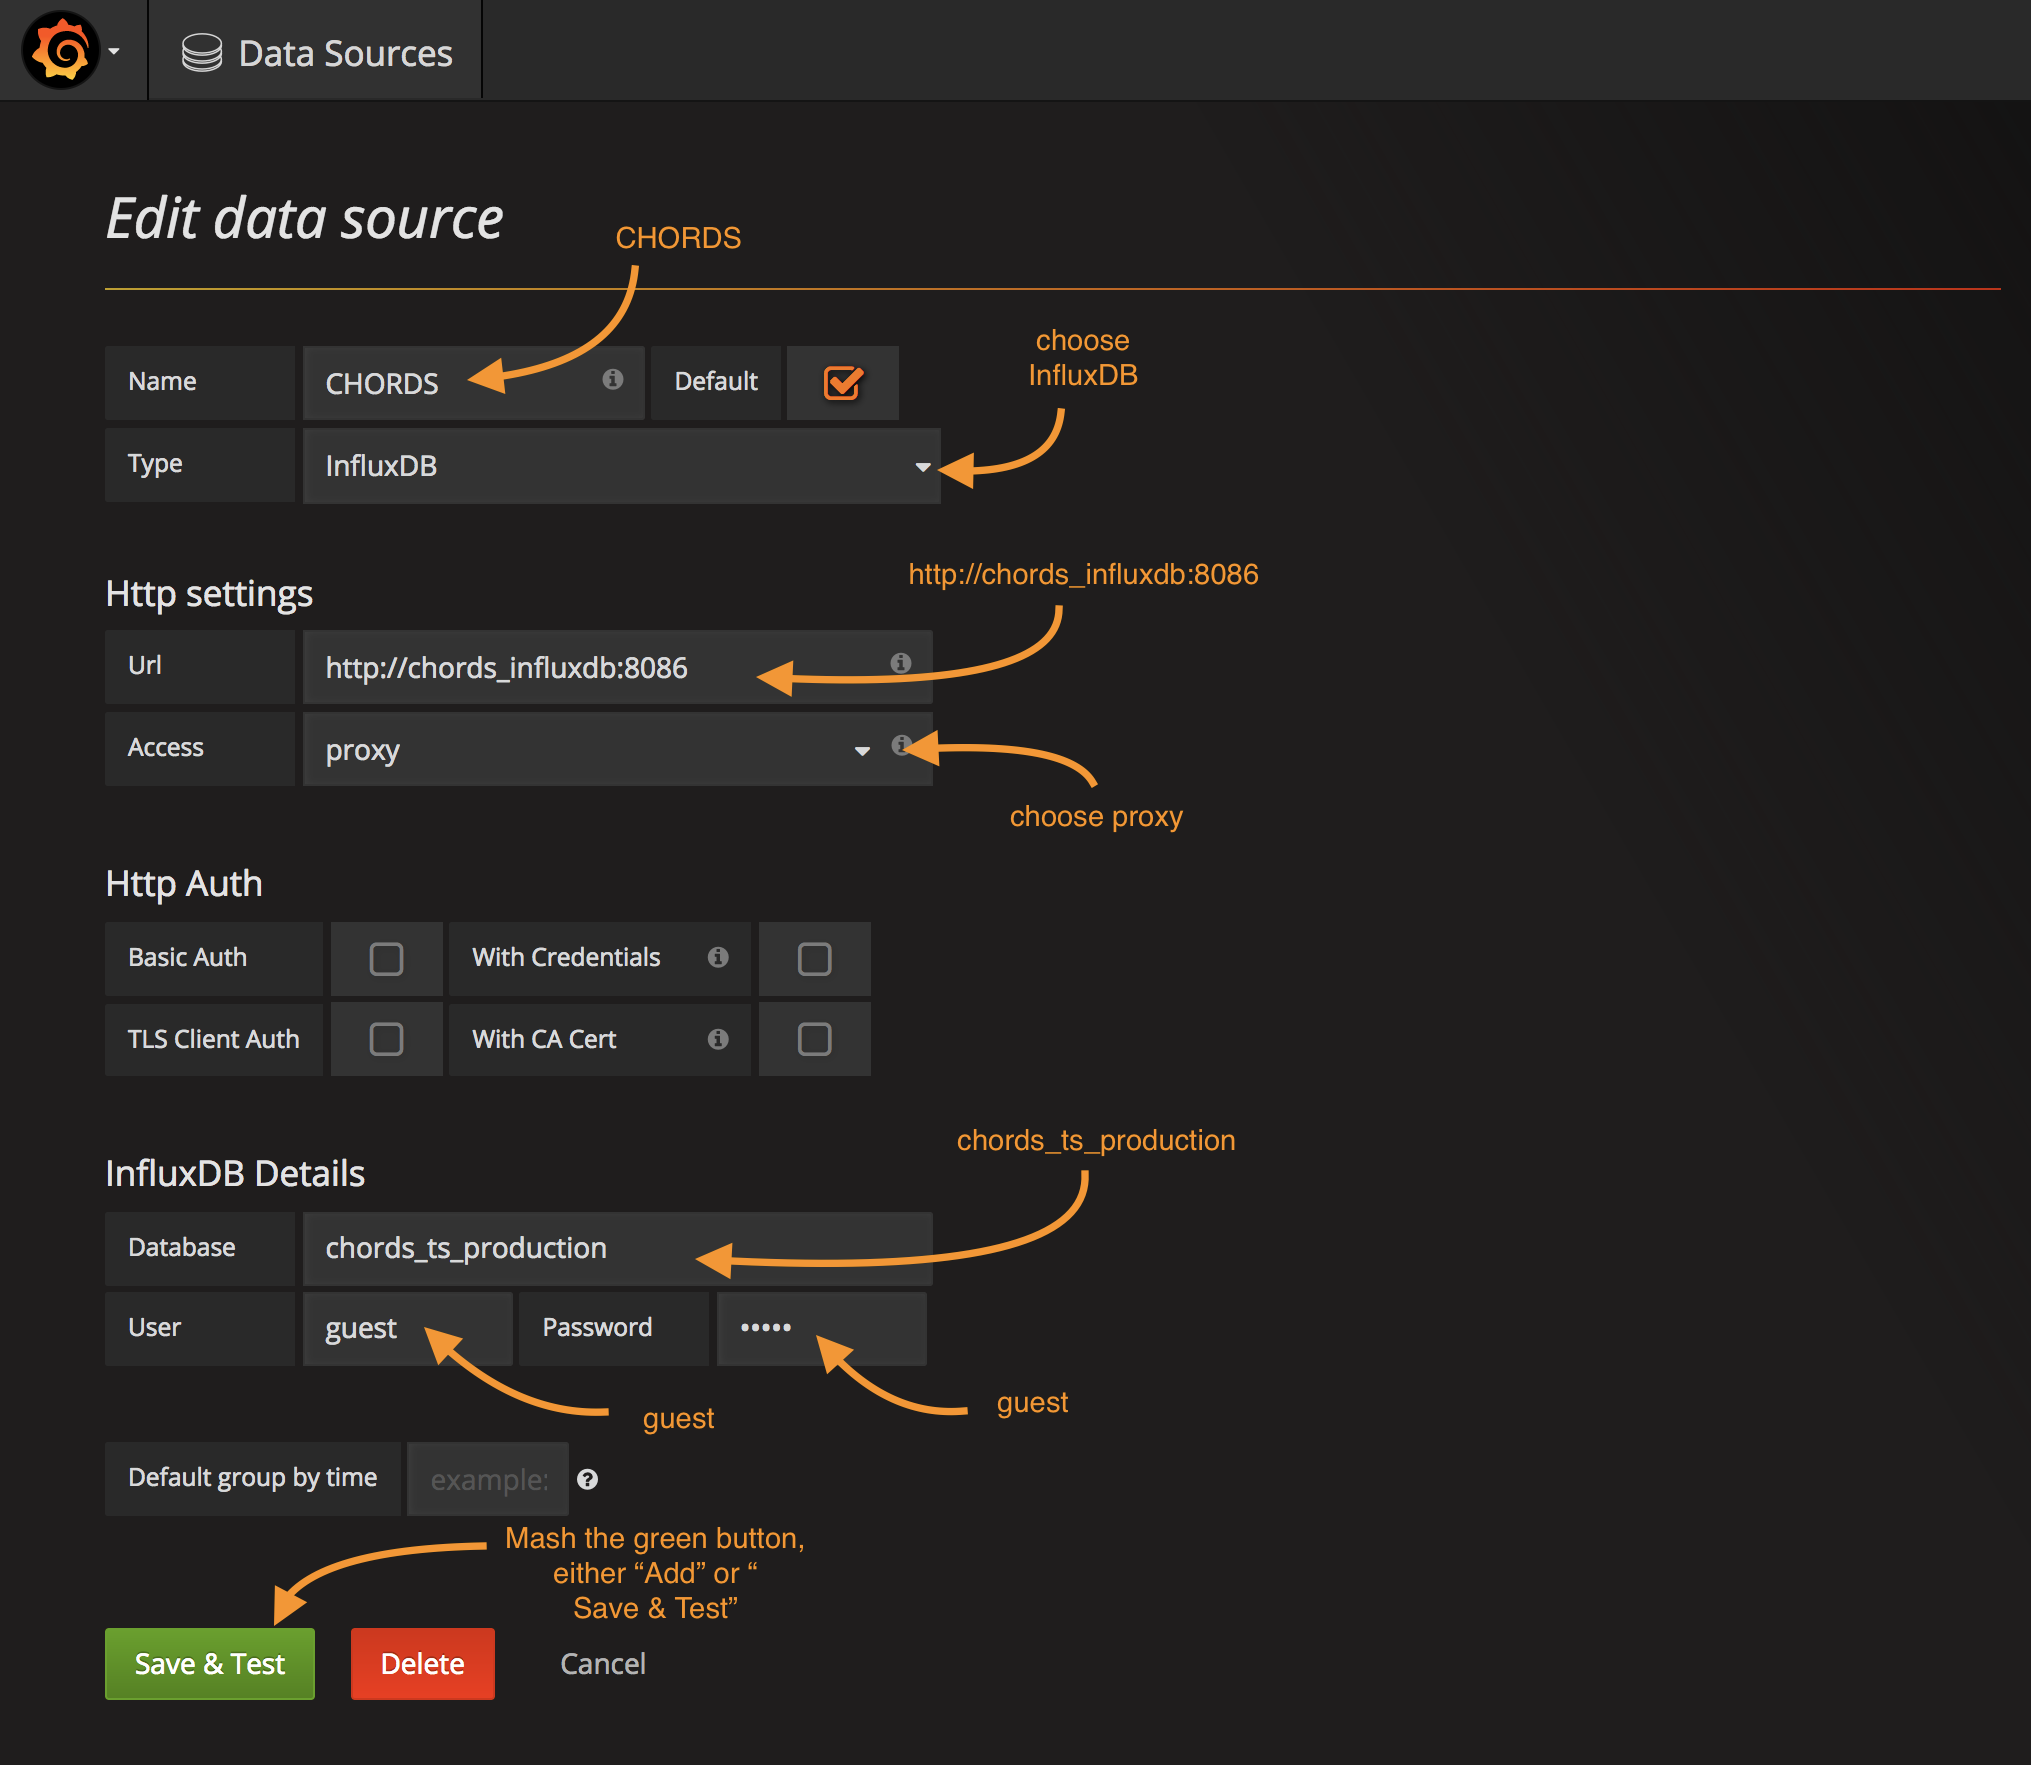 Data Sources
Edit data source
CHORDS
choose
InfluxDB
Name
CHORDS
Default
Type
InfluxDB
http://chords_influxdb:8086
Http settings
Url
http://chords_influxdb:8086
Access
proxy
choose proxy
Http Auth
Basic Auth
With Credentials
TLS Client Auth
With CA Cert
chords_ts_production
InfluxDB Details
Database
chords_ts_production
User
guest
Password
•••••
guest
guest
Default group by time
example:
Mash the green button,
either “Add” or “
Save & Test”
Save & Test
Delete
Cancel